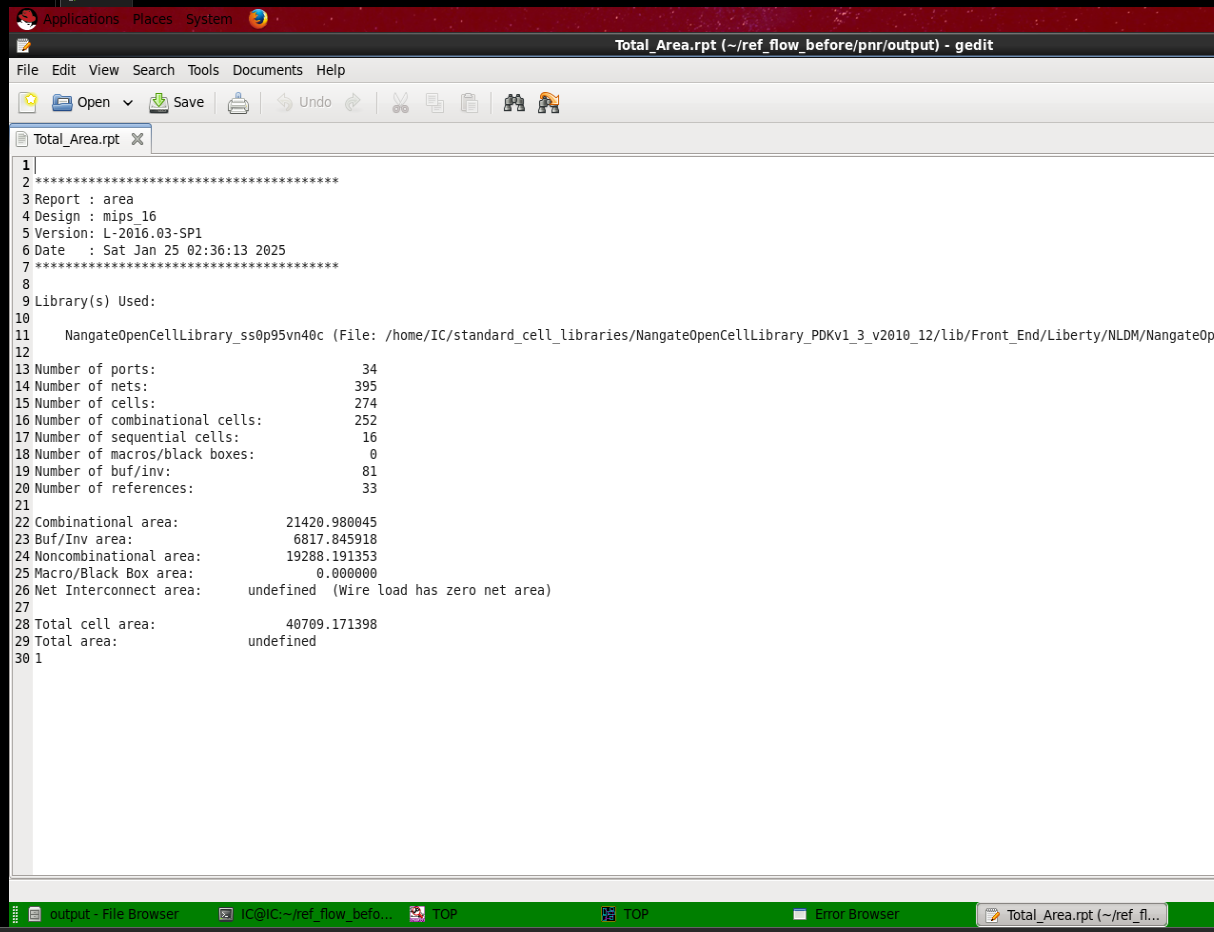 Applications Places System
Total_Area.rpt (~/ref_flow_before/pnr/output) - gedit
File Edit View Search Tools Documents Help
Open Save Undo
Total_Area.rpt
1
2 ****************************************
3 Report : area
4 Design : mips_16
5 Version: L-2016.03-SP1
6 Date   : Sat Jan 25 02:36:13 2025
7 ****************************************
8
9 Library(s) Used:
10
11     NangateOpenCellLibrary_ss0p95vn40c (File: /home/IC/standard_cell_libraries/NangateOpenCellLibrary_PDKv1_3_v2010_12/lib/Front_End/Liberty/NLDM/NangateOp
12
13 Number of ports:                           34
14 Number of nets:                           395
15 Number of cells:                          274
16 Number of combinational cells:            252
17 Number of sequential cells:                16
18 Number of macros/black boxes:               0
19 Number of buf/inv:                         81
20 Number of references:                      33
21
22 Combinational area:              21420.980045
23 Buf/Inv area:                     6817.845918
24 Noncombinational area:           19288.191353
25 Macro/Black Box area:                0.000000
26 Net Interconnect area:      undefined  (Wire load has zero net area)
27
28 Total cell area:                 40709.171398
29 Total area:                 undefined
30 1
output - File Browser IC@IC:~/ref_flow_befo... TOP TOP Error Browser Total_Area.rpt (~/ref_fl...